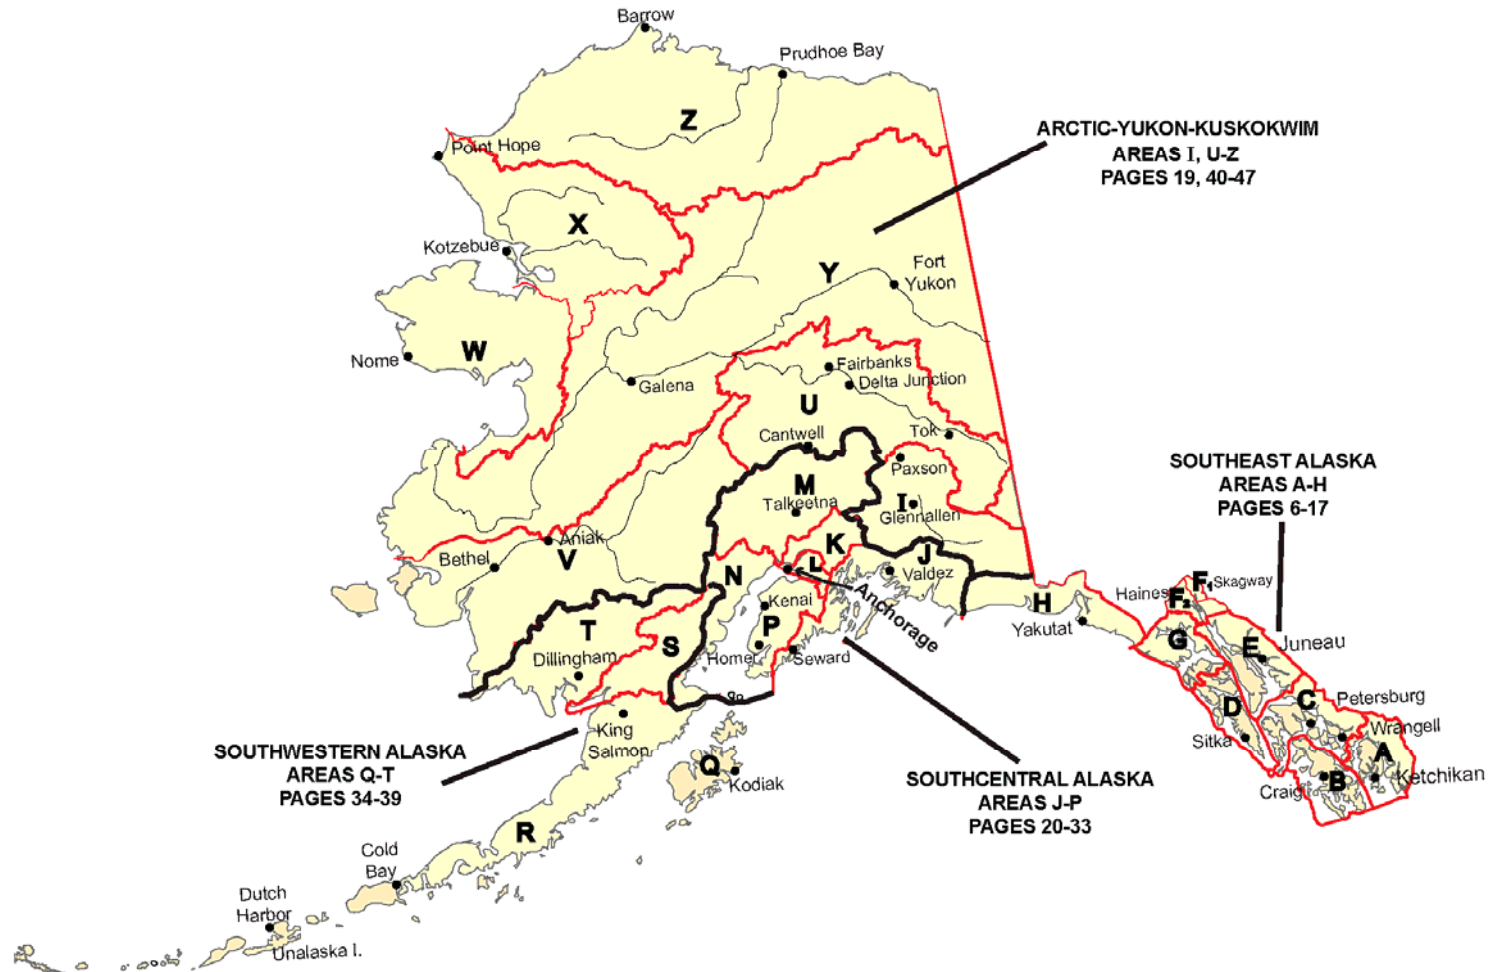 Barrow
Prudhoe Bay
Z
ARCTIC-YUKON-KUSKOKWIM
AREAS I, U-Z
PAGES 19, 40-47
Point Hope
X
Kotzebue
Y
Fort
Yukon
W
Nome
Galena
Fairbanks
Delta Junction
U
Cantwell
Tok
Paxson
SOUTHEAST ALASKA
AREAS A-H
PAGES 6-17
M
Talkeetna
I
Glennallen
K
Aniak
Bethel
V
J
L
N
Valdez
Anchorage
Kenai
H
Yakutat
Haines
F1
Skagway
F2
T
S
P
Dillingham
Homer
Seward
G
E
Juneau
King
Salmon
D
C
Petersburg
Sitka
Wrangell
A
SOUTHWESTERN ALASKA
AREAS Q-T
PAGES 34-39
Q
Kodiak
SOUTHCENTRAL ALASKA
AREAS J-P
PAGES 20-33
Craig
B
Ketchikan
R
Cold
Bay
Dutch
Harbor
Unalaska I.